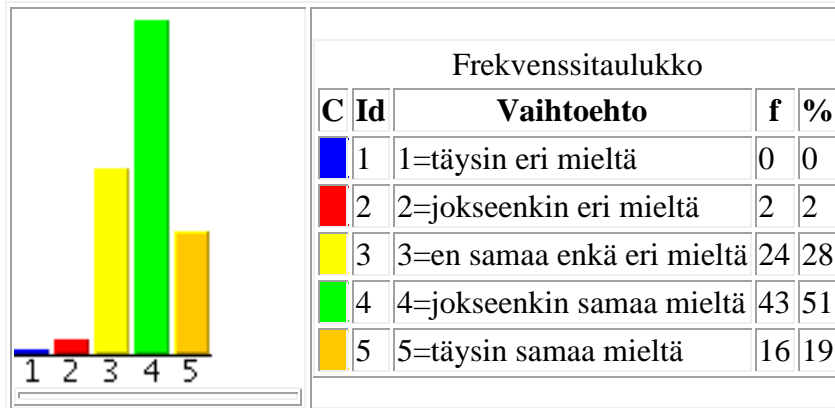 1 2 3 4 5
Frekvenssitaulukko
C Id Vaihtoehto f %
1 1=täysin eri mieltä 0 0
2 2=jokseenkin eri mieltä 2 2
3 3=en samaa enkä eri mieltä 24 28
4 4=jokseenkin samaa mieltä 43 51
5 5=täysin samaa mieltä 16 19